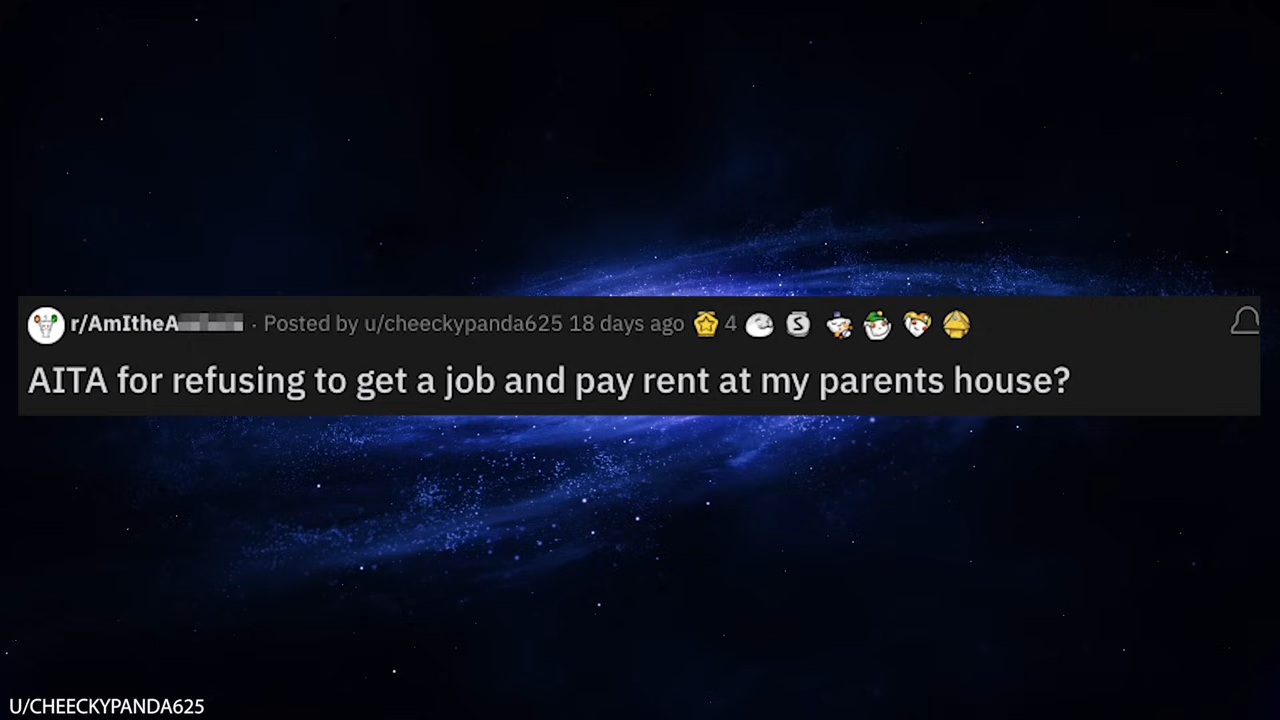 r/AmItheA · Posted by u/cheeckypanda625 18 days ago 4
AITA for refusing to get a job and pay rent at my parents house?
U/CHEECKYPANDA625